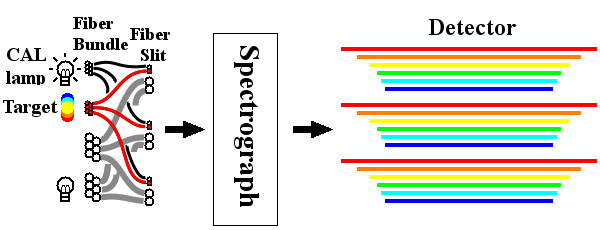 CAL
lamp
Target
Fiber
Bundle
Fiber
Slit
Spectrograph
Detector